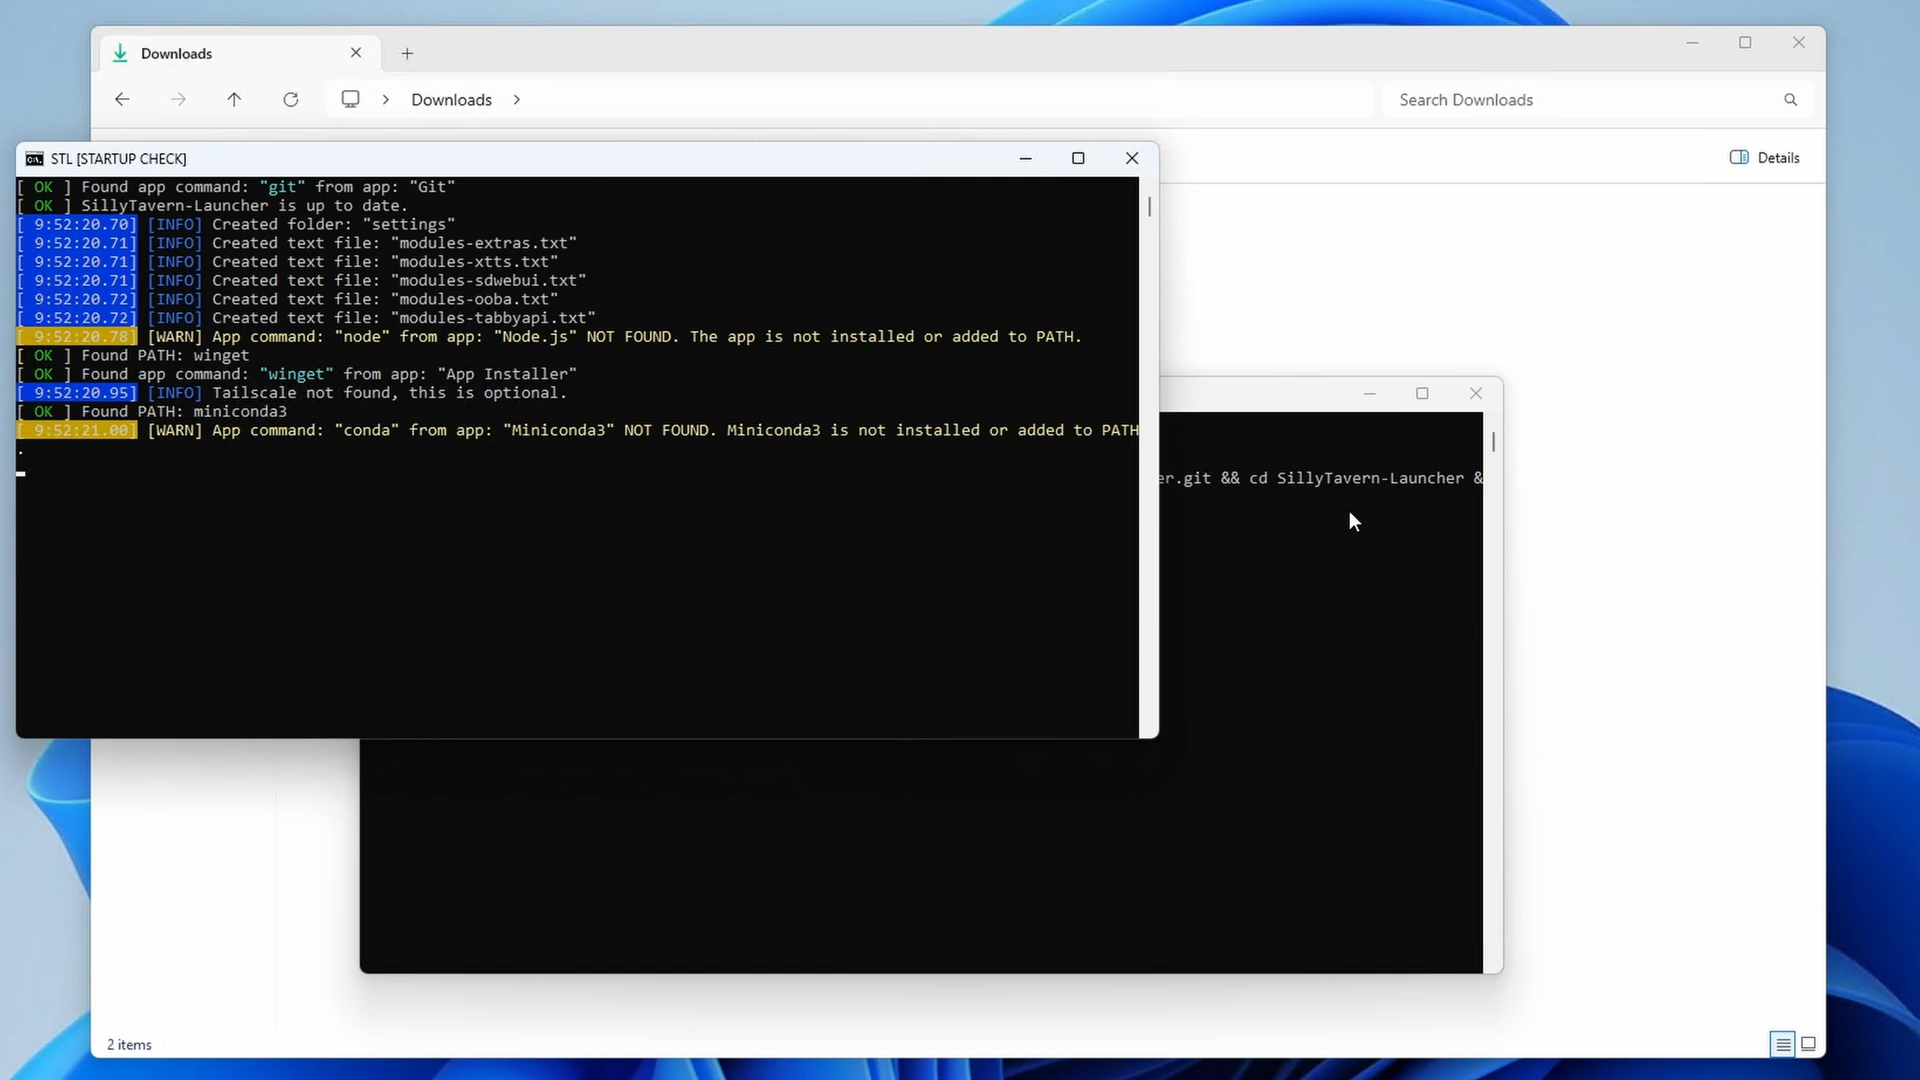 Downloads
Downloads
Search Downloads
Details
STL [STARTUP CHECK]
[ OK ] Found app command: "git" from app: "Git"
[ OK ] SillyTavern-Launcher is up to date.
[ 9:52:20.70] [INFO] Created folder: "settings"
[ 9:52:20.71] [INFO] Created text file: "modules-extras.txt"
[ 9:52:20.71] [INFO] Created text file: "modules-xtts.txt"
[ 9:52:20.71] [INFO] Created text file: "modules-sdwebui.txt"
[ 9:52:20.72] [INFO] Created text file: "modules-ooba.txt"
[ 9:52:20.72] [INFO] Created text file: "modules-tabbyapi.txt"
[ 9:52:20.78] [WARN] App command: "node" from app: "Node.js" NOT FOUND. The app is not installed or added to PATH.
[ OK ] Found PATH: winget
[ OK ] Found app command: "winget" from app: "App Installer"
[ 9:52:20.95] [INFO] Tailscale not found, this is optional.
[ OK ] Found PATH: miniconda3
[ 9:52:21.00] [WARN] App command: "conda" from app: "Miniconda3" NOT FOUND. Miniconda3 is not installed or added to PATH
.
er.git && cd SillyTavern-Launcher &
2 items